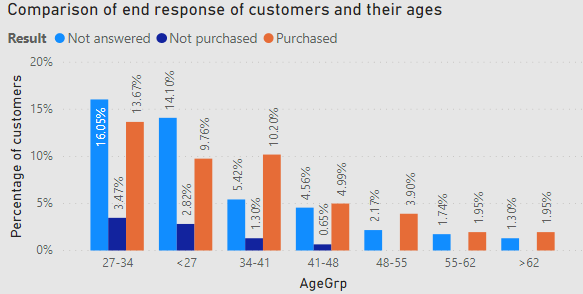 Comparison of end response of customers and their ages
Result Not answered Not purchased Purchased
Percentage of customers
20%
15%
10%
5%
0%
16.05% 3.47% 13.67%
14.10% 2.82% 9.76%
5.42% 1.30% 10.20%
4.56% 0.65% 4.99%
2.17% 3.90%
1.74% 1.95%
1.30% 1.95%
27-34 <27 34-41 41-48 48-55 55-62 >62
AgeGrp